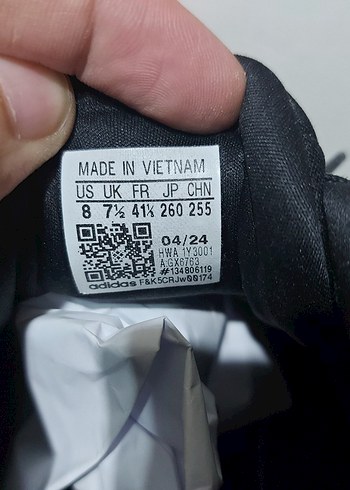 MADE IN VIETNAM
US UK FR JP CHN
8 7½ 41⅓ 260 255
04/24
HWA 1Y3001
A:GX6763
#134806119
adidas F&K5CRJw00174